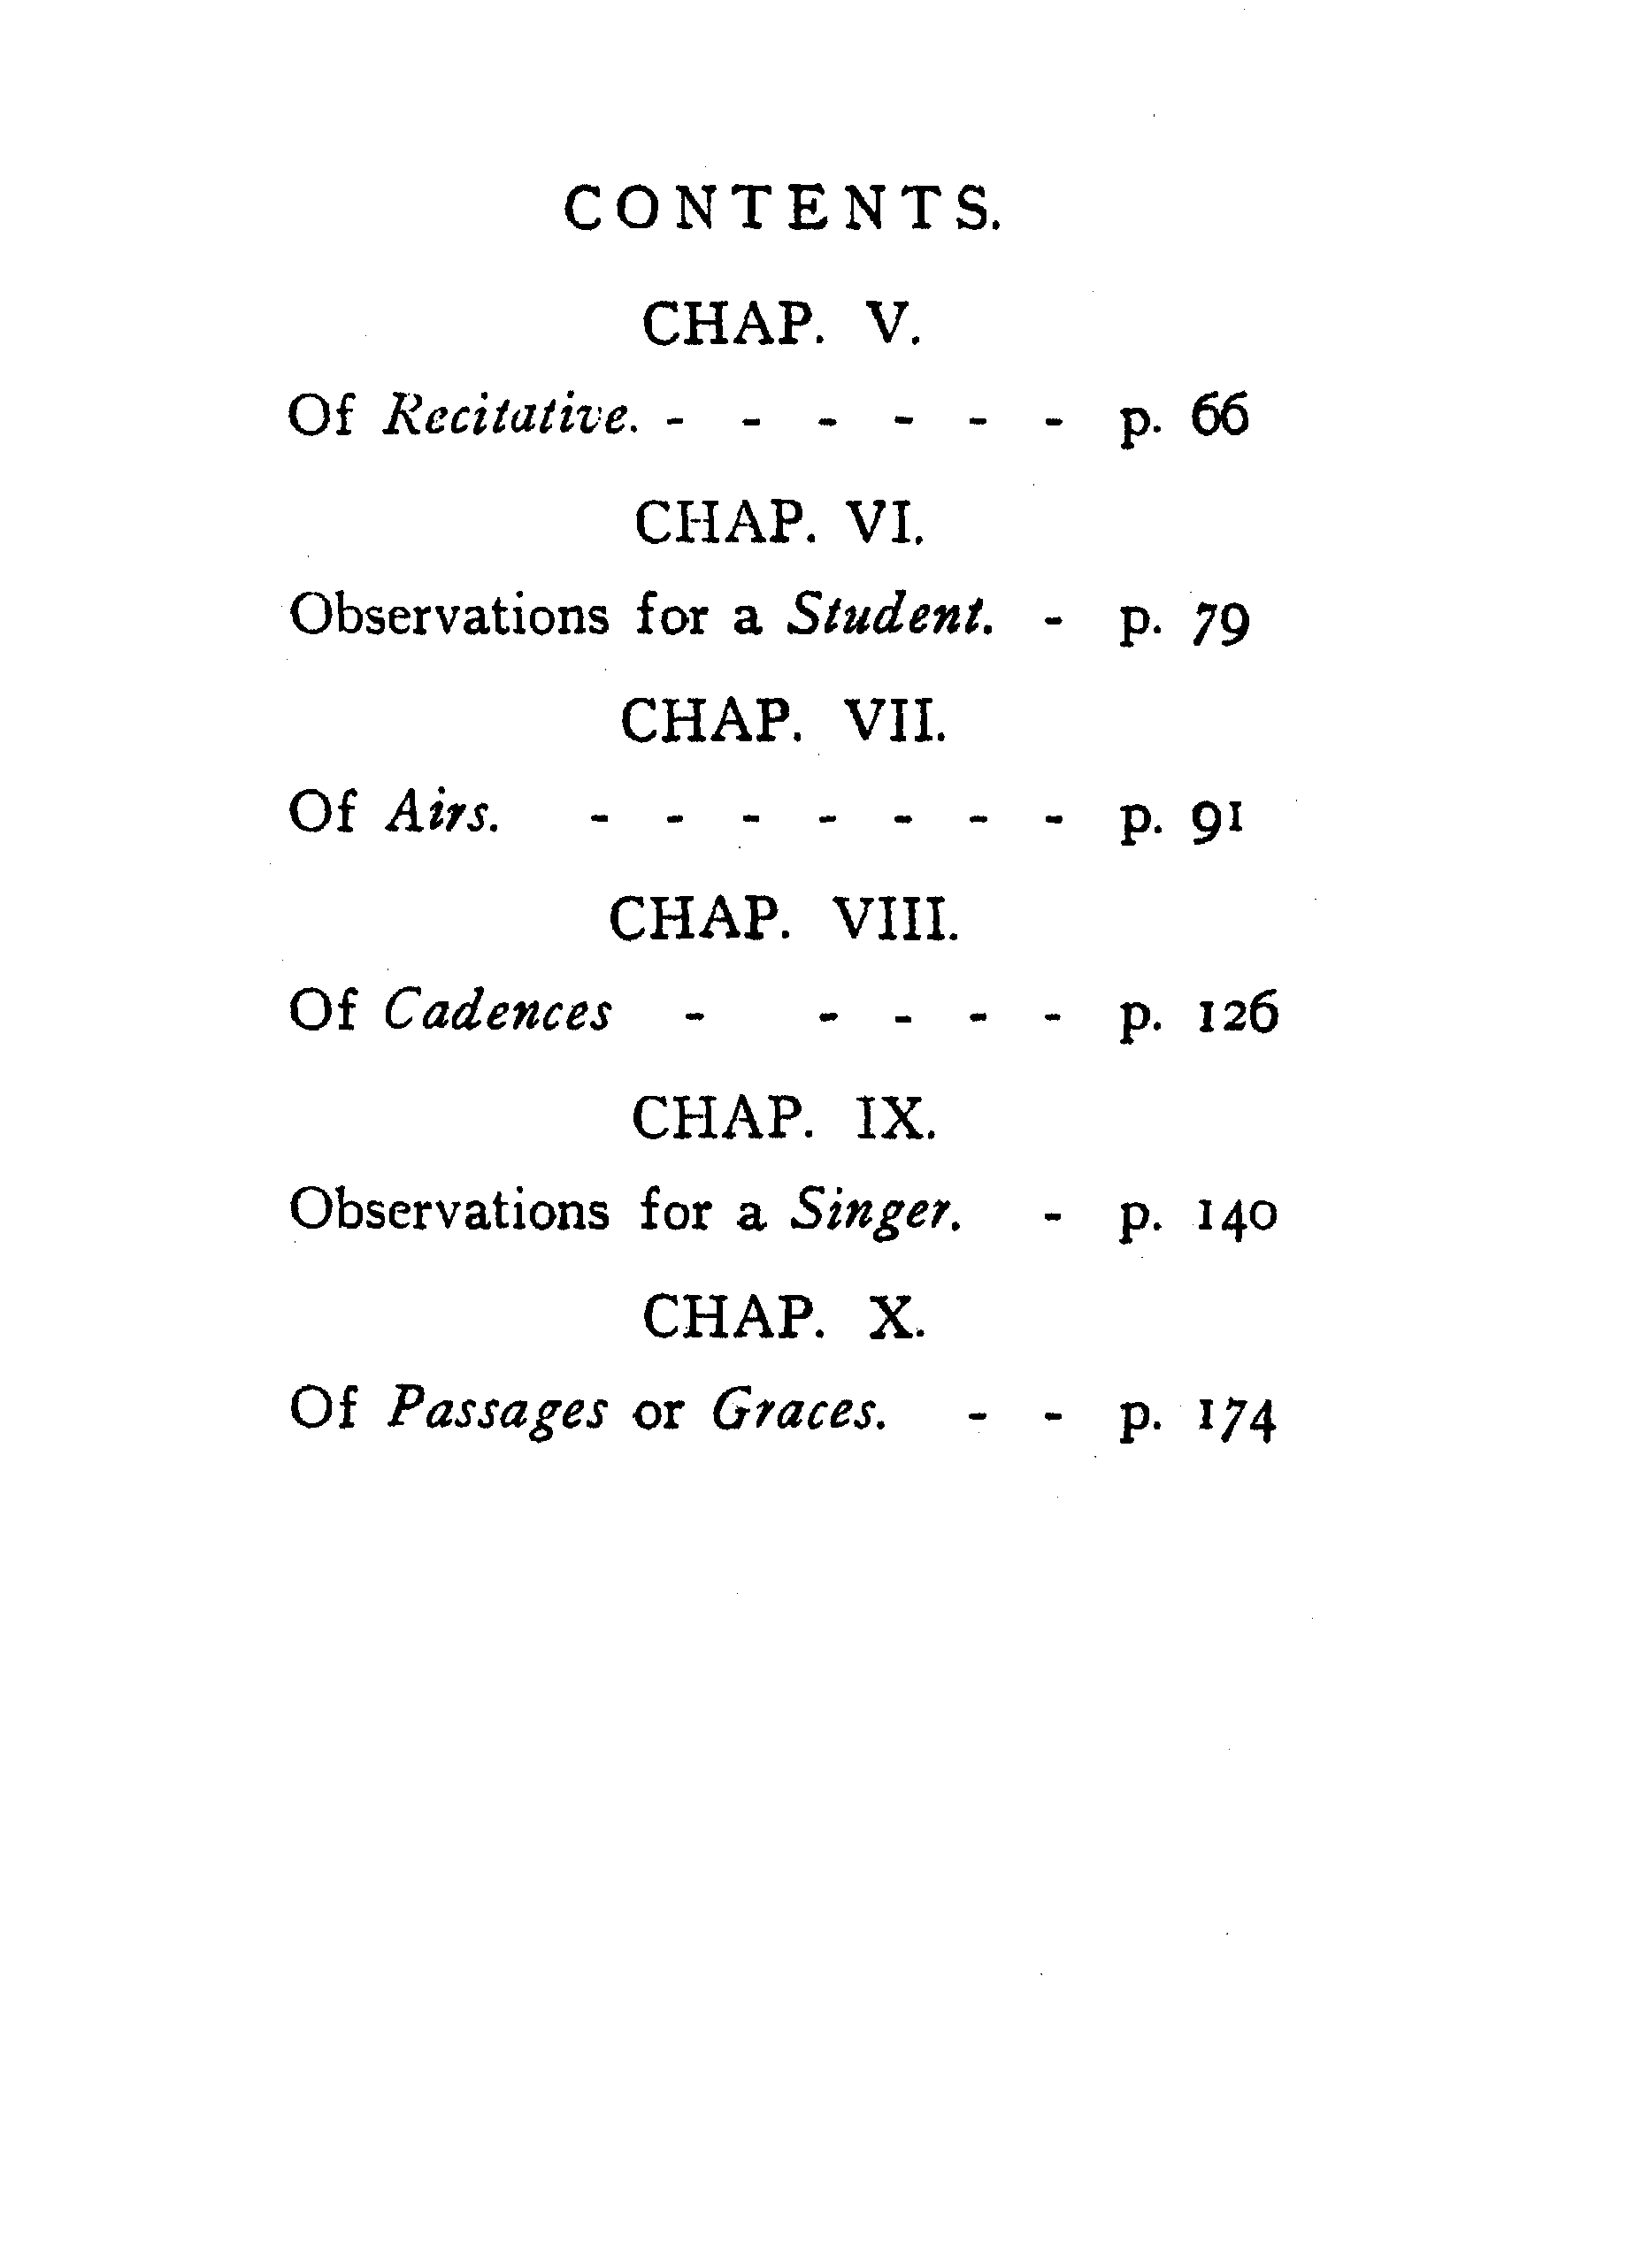 CONTENTS.
CHAP. V.
Of Recitative. - - - - - - p. 66
CHAP. VI.
Observations for a Student. - p. 79
CHAP. VII.
Of Airs. - - - - - - - p. 91
CHAP. VIII.
Of Cadences - - - - - p. 126
CHAP. IX.
Observations for a Singer. - p. 140
CHAP. X.
Of Passages or Graces. - - p. 174